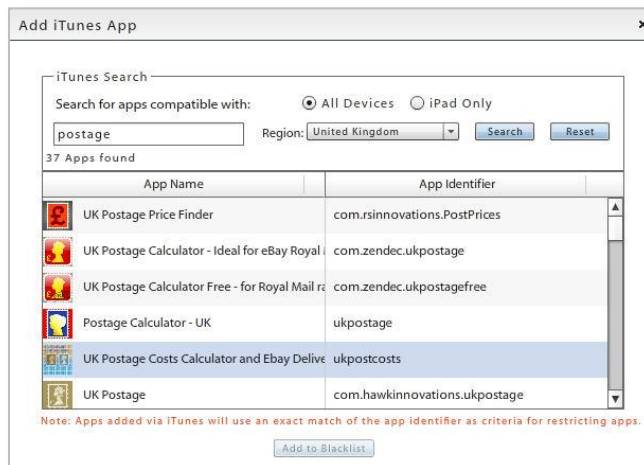 Add iTunes App
iTunes Search
Search for apps compatible with: All Devices iPad Only
postage Region: United Kingdom Search Reset
37 Apps found
App Name App Identifier
UK Postage Price Finder com.rsinnovations.PostPrices
UK Postage Calculator - Ideal for eBay Royal com.zendec.ukpostage
UK Postage Calculator Free - for Royal Mail ra com.zendec.ukpostagefree
Postage Calculator - UK ukpostage
UK Postage Costs Calculator and Ebay Delive ukpostcosts
UK Postage com.hawkinnovations.ukpostage
Note: Apps added via iTunes will use an exact match of the app identifier as criteria for restricting apps.
Add to Blacklist